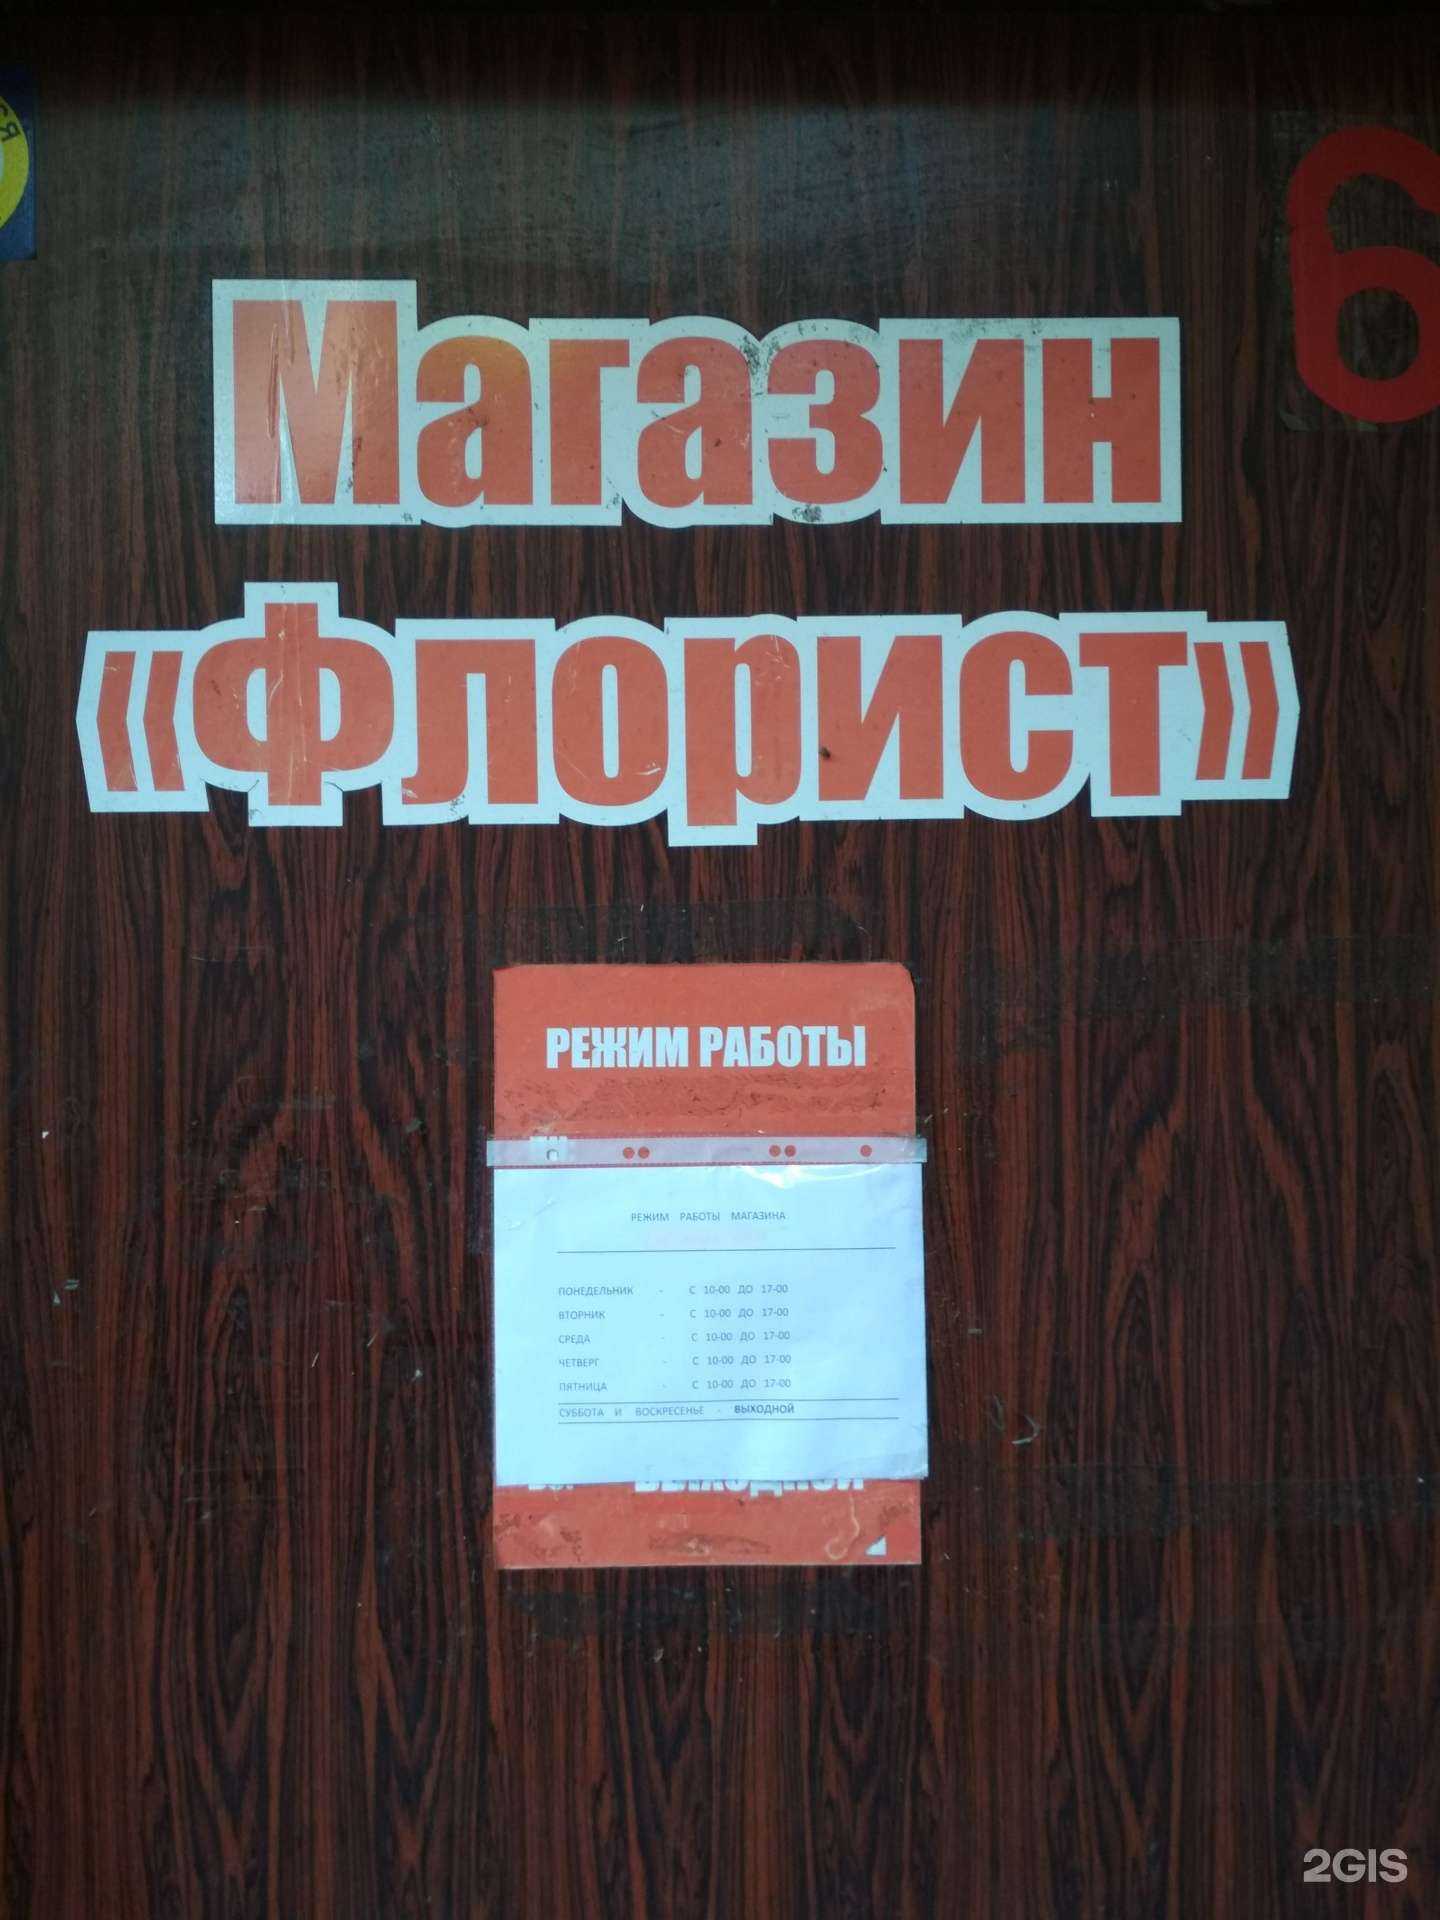 6
Магазин
«Флорист»
РЕЖИМ РАБОТЫ
РЕЖИМ РАБОТЫ МАГАЗИНА
ПОНЕДЕЛЬНИК - С 10-00 ДО 17-00
ВТОРНИК - С 10-00 ДО 17-00
СРЕДА - С 10-00 ДО 17-00
ЧЕТВЕРГ - С 10-00 ДО 17-00
ПЯТНИЦА - С 10-00 ДО 17-00
СУББОТА И ВОСКРЕСЕНЬЕ - ВЫХОДНОЙ
ВЫХОДНОЙ
2GIS